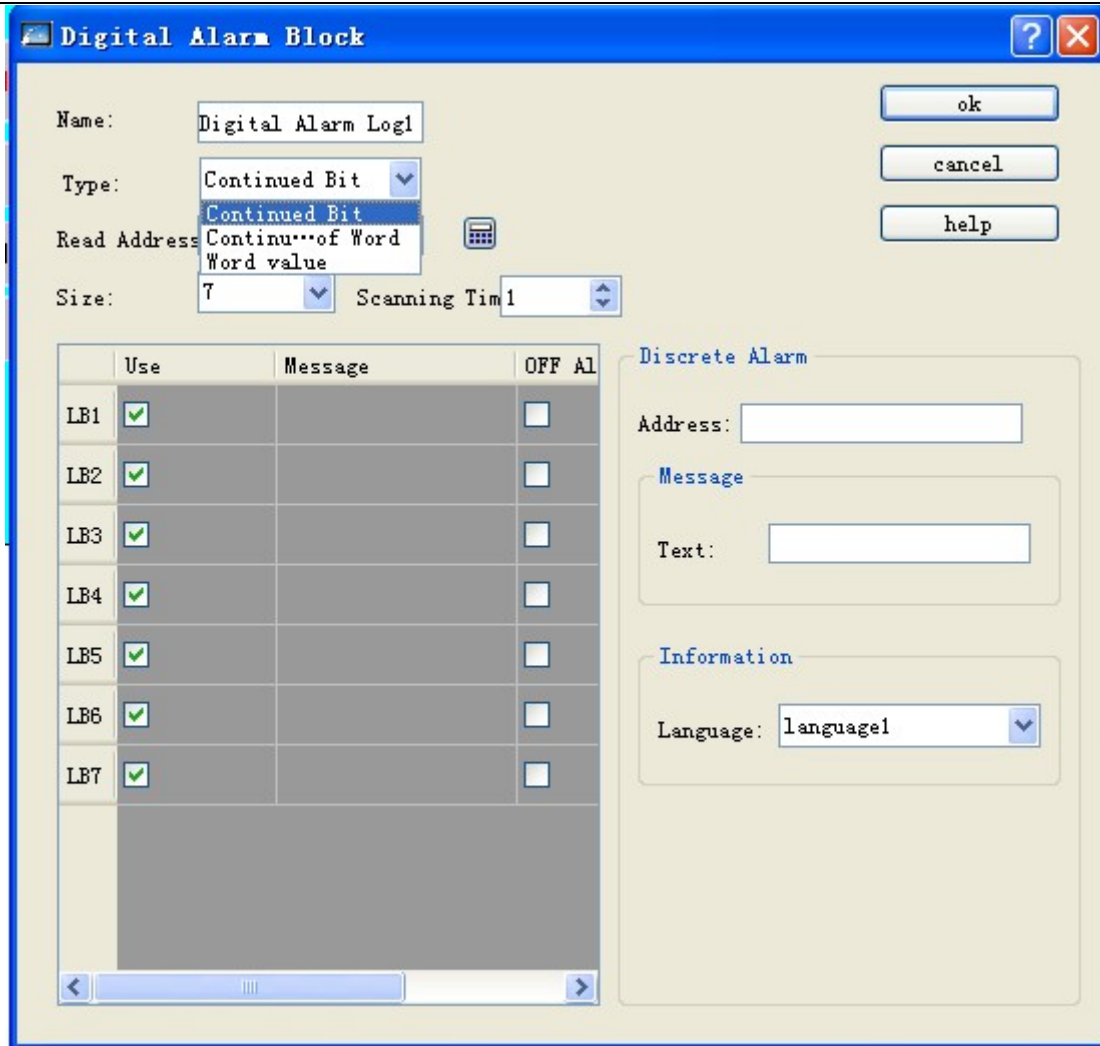 Digital Alarm Block
Name: Digital Alarm Log1 ok
Type: Continued Bit cancel
Continued Bit
Read Address Continu…of Word help
Word value
Size: 7 Scanning Tim 1
Use Message OFF Al
Discrete Alarm
LB1
Address:
LB2
Message
LB3
Text:
LB4
LB5
Information
LB6
Language: language1
LB7